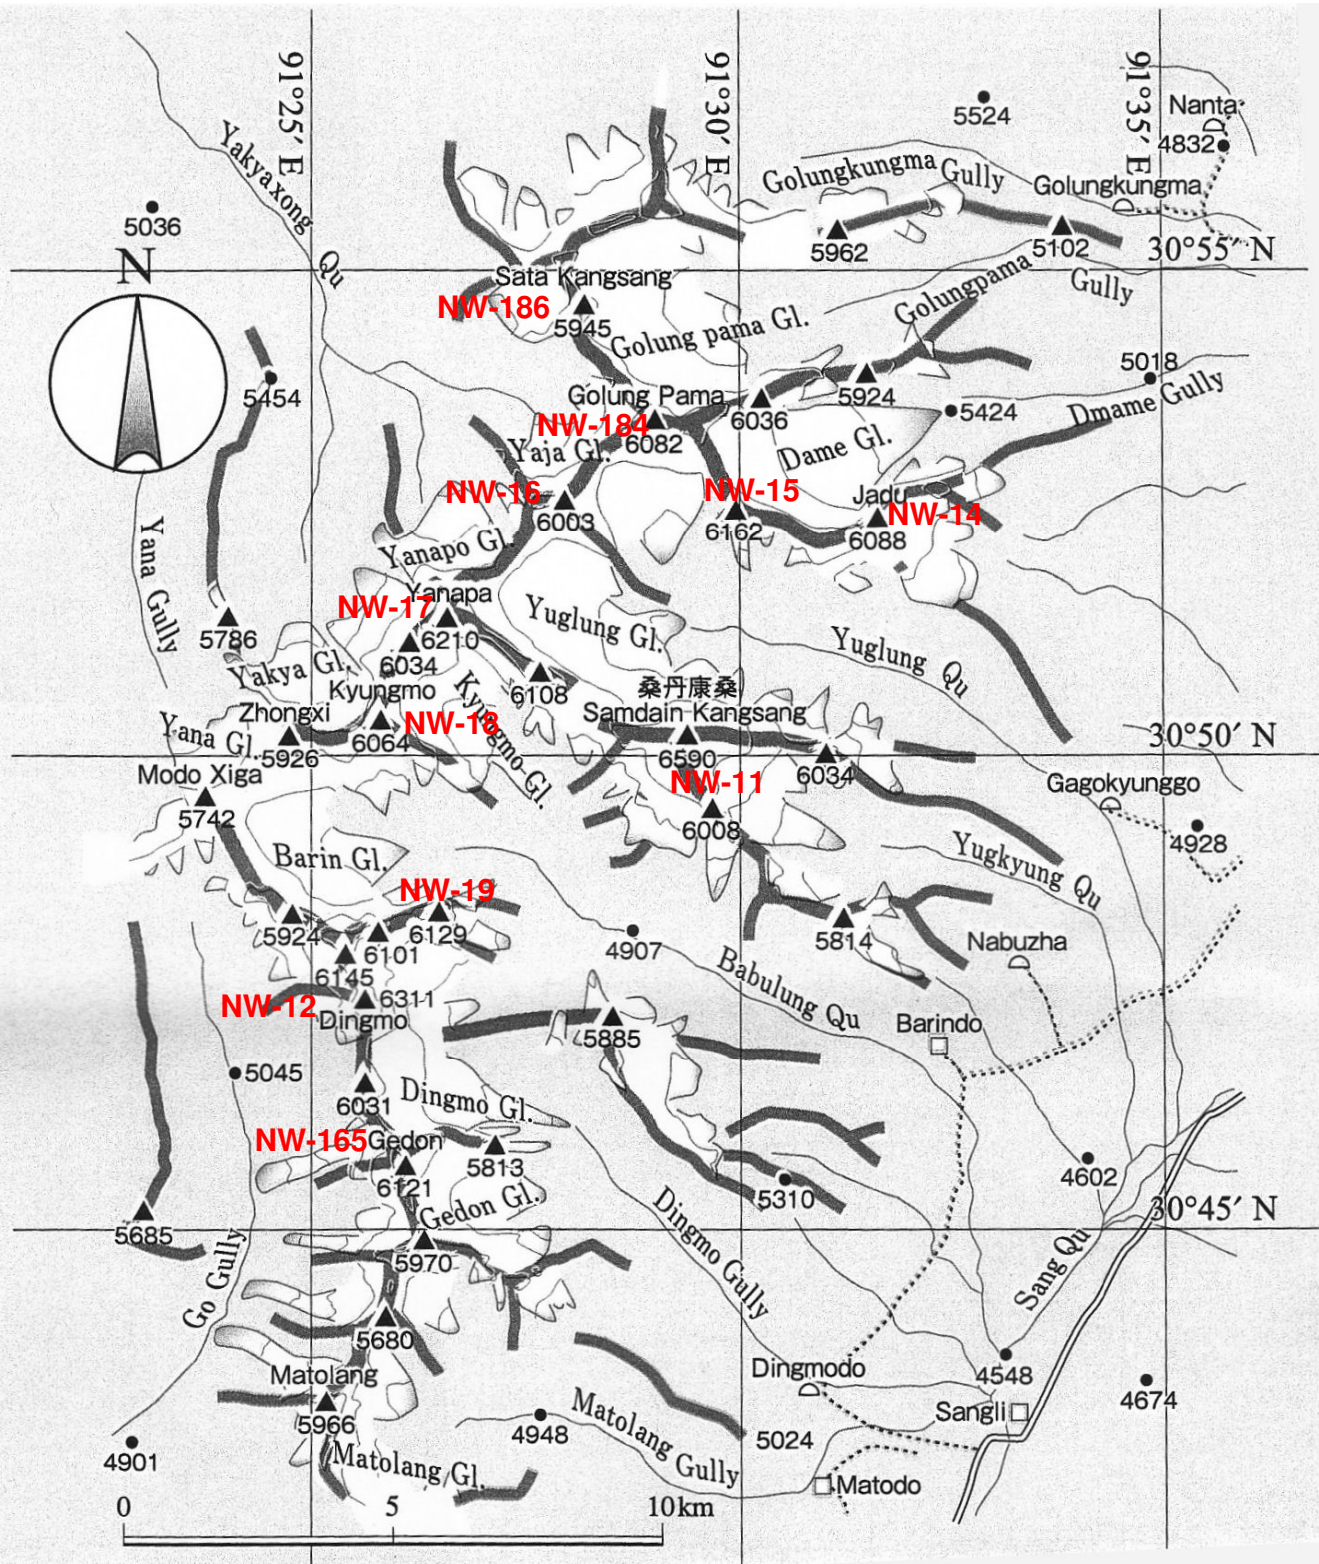 91°25′ E
91°30′ E
91°35′ E
5524
Nanta
4832
Yakyaxong
Qu
Golungkungma Gully
Golungkungma
5036
5962
5102
30°55′ N
N
Sata Kangsang
NW-186
5945
Golung pama Gl.
Golungpama
Gully
5454
Golung Pama
NW-184
6082
6036
5924
5018
5424
Dmame Gully
Yaja Gl.
Dame Gl.
NW-16
6003
NW-15
6162
Jadu
NW-14
6088
Yana Gully
Yanapo Gl.
Yanapa
NW-17
6210
Yuglung Gl.
Yuglung Qu
5786
6034
Yakya Gl.
6108
Kyungmo
NW-18
6064
Kyungmo Gl.
桑丹康桑
Samdain Kangsang
6590
Zhongxi
5926
Yana Gl.
6034
30°50′ N
Modo Xiga
5742
NW-11
6008
Gagokyunggo
4928
Barin Gl.
Yugkyung Qu
NW-19
5924
6101
6129
6145
4907
5814
Nabuzha
NW-12
6311
Dingmo
Babulung Qu
5885
Barindo
5045
6031
Dingmo Gl.
NW-165
Gedon
5813
6121
5310
4602
Gedon Gl.
5685
5970
30°45′ N
Go Gully
Dingmo Gully
Sang Qu
5680
Matolang
5966
Dingmodo
4548
4674
Sangli
4948
Matolang Gully
5024
4901
Matolang Gl.
Matodo
0
5
10km